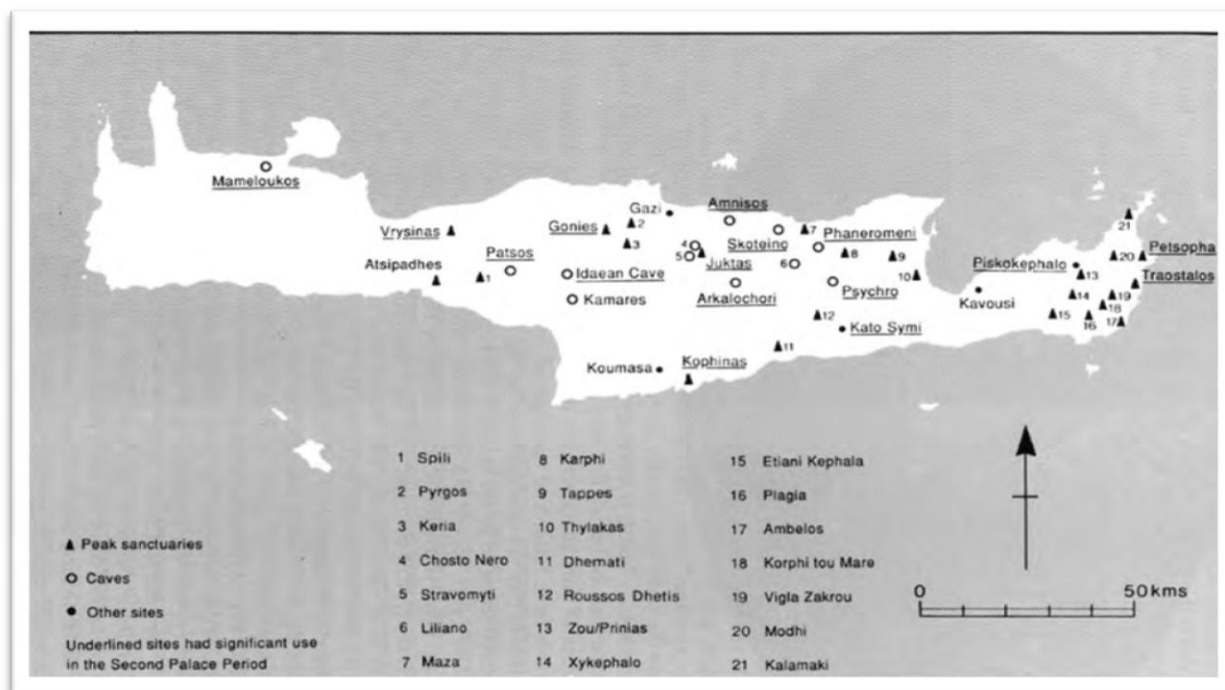 Mameloukos
Vrysinas
Atsipadhes
1
Patsos
Gonies
Gazi
2
3
Idaean Cave
Kamares
4
5
Juktas
Amnisos
Skoteino
6
7
Phaneromeni
8
9
10
Arkalochori
Psychro
12
Kato Symi
11
Koumasa
Kophinas
Kavousi
Piskokephalo
21
20
Petsopha
13
Traostalos
14
19
18
15
16
17
1 Spili
2 Pyrgos
3 Keria
4 Chosto Nero
5 Stravomyti
6 Liliano
7 Maza
8 Karphi
9 Tappes
10 Thylakas
11 Dhemati
12 Roussos Dhetis
13 Zou/Prinias
14 Xykephalo
15 Etiani Kephala
16 Plagia
17 Ambelos
18 Korphi tou Mare
19 Vigla Zakrou
20 Modhi
21 Kalamaki
Peak sanctuaries
Caves
Other sites
Underlined sites had significant use
in the Second Palace Period
0 50 kms